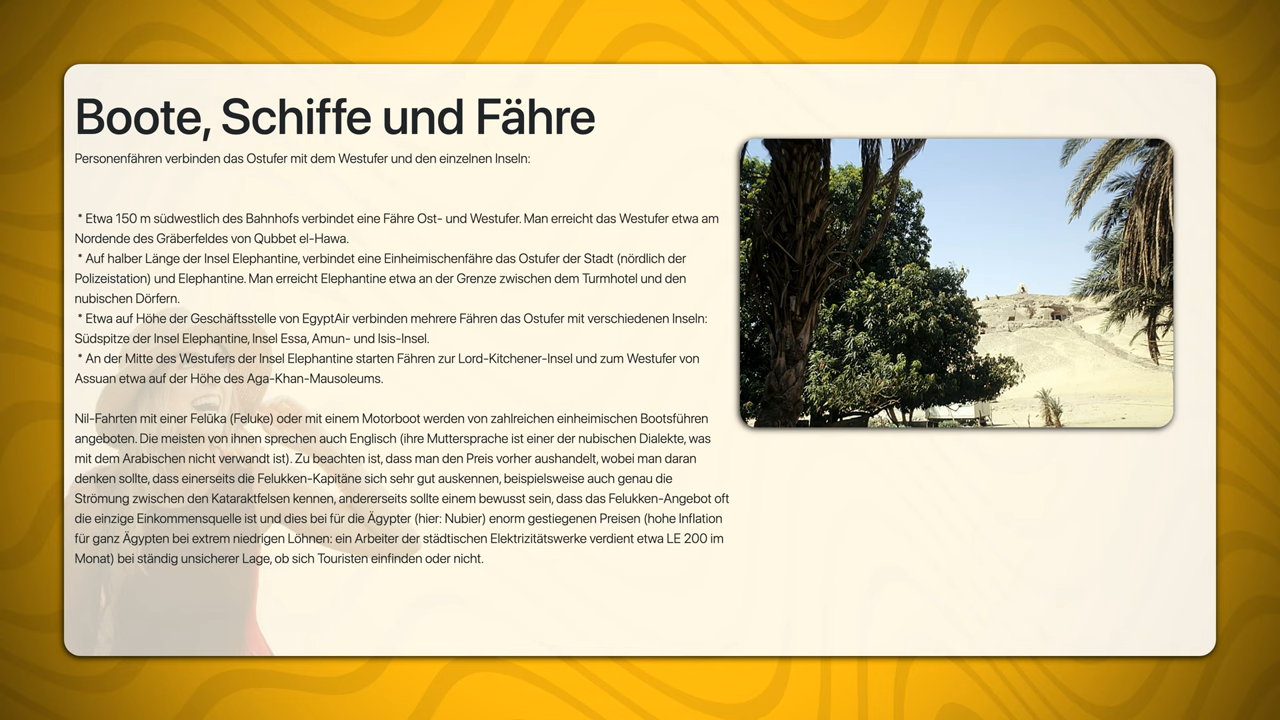 Boote, Schiffe und Fähre
Personenfähren verbinden das Ostufer mit dem Westufer und den einzelnen Inseln:
* Etwa 150 m südwestlich des Bahnhofs verbindet eine Fähre Ost- und Westufer. Man erreicht das Westufer etwa am
Nordende des Gräberfeldes von Qubbet el-Hawa.
* Auf halber Länge der Insel Elephantine, verbindet eine Einheimischenfähre das Ostufer der Stadt (nördlich der
Polizeistation) und Elephantine. Man erreicht Elephantine etwa an der Grenze zwischen dem Turmhotel und den
nubischen Dörfern.
* Etwa auf Höhe der Geschäftsstelle von EgyptAir verbinden mehrere Fähren das Ostufer mit verschiedenen Inseln:
Südspitze der Insel Elephantine, Insel Essa, Amun- und Isis-Insel.
* An der Mitte des Westufers der Insel Elephantine starten Fähren zur Lord-Kitchener-Insel und zum Westufer von
Assuan etwa auf der Höhe des Aga-Khan-Mausoleums.
Nil-Fahrten mit einer Felūka (Feluke) oder mit einem Motorboot werden von zahlreichen einheimischen Bootsführen
angeboten. Die meisten von ihnen sprechen auch Englisch (ihre Muttersprache ist einer der nubischen Dialekte, was
mit dem Arabischen nicht verwandt ist). Zu beachten ist, dass man den Preis vorher aushandelt, wobei man daran
denken sollte, dass einerseits die Felukken-Kapitäne sich sehr gut auskennen, beispielsweise auch genau die
Strömung zwischen den Kataraktfelsen kennen, andererseits sollte einem bewusst sein, dass das Felukken-Angebot oft
die einzige Einkommensquelle ist und dies bei für die Ägypter (hier: Nubier) enorm gestiegenen Preisen (hohe Inflation
für ganz Ägypten bei extrem niedrigen Löhnen: ein Arbeiter der städtischen Elektrizitätswerke verdient etwa LE 200 im
Monat) bei ständig unsicherer Lage, ob sich Touristen einfinden oder nicht.